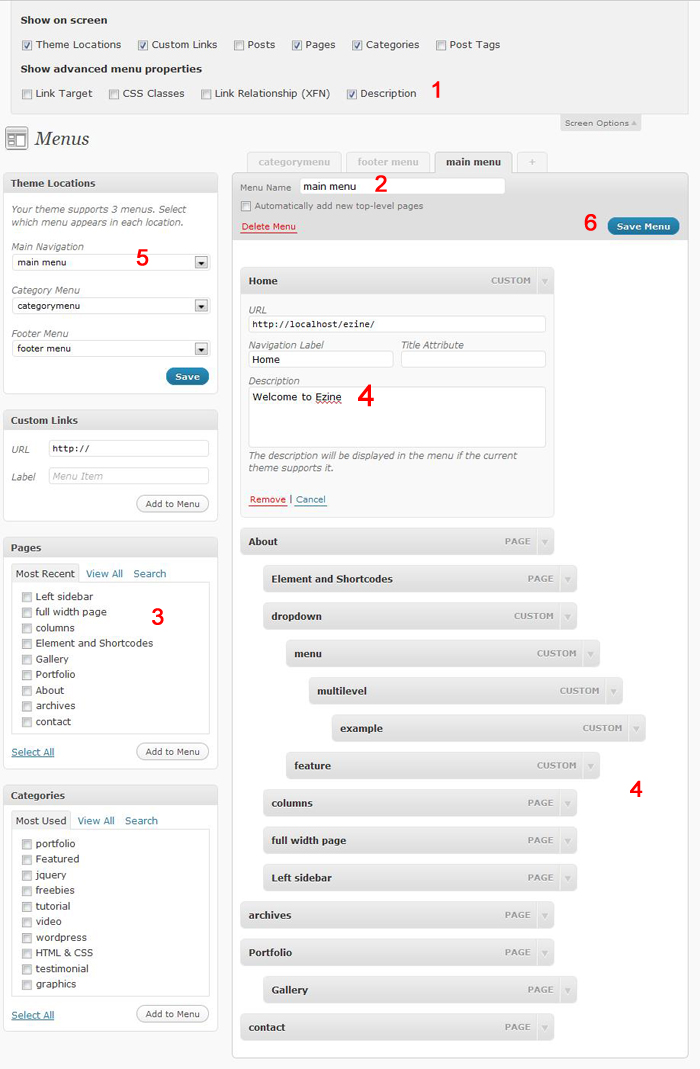 Show on screen
Theme Locations Custom Links Posts Pages Categories Post Tags
Show advanced menu properties
Link Target CSS Classes Link Relationship (XFN) Description 1
Screen Options
Menus
Theme Locations
Your theme supports 3 menus. Select
which menu appears in each location.
Main Navigation 5
main menu
Category Menu
categorymenu
Footer Menu
footer menu
Save
Custom Links
URL http://
Label Menu Item
Add to Menu
Pages
Most Recent View All Search
Left sidebar
full width page 3
columns
Element and Shortcodes
Gallery
Portfolio
About
archives
contact
Select All Add to Menu
Categories
Most Used View All Search
portfolio
Featured
jquery
freebies
tutorial
video
wordpress
HTML & CSS
testimonial
graphics
Select All Add to Menu
categorymenu footer menu main menu +
Menu Name main menu 2
Automatically add new top-level pages
Delete Menu 6 Save Menu
Home CUSTOM
URL
http://localhost/ezine/
Navigation Label Title Attribute
Home
Description
Welcome to Ezine 4
The description will be displayed in the menu if the current
theme supports it.
Remove | Cancel
About PAGE
Element and Shortcodes PAGE
dropdown CUSTOM
menu CUSTOM
multilevel CUSTOM
example CUSTOM
feature CUSTOM
4
columns PAGE
full width page PAGE
Left sidebar PAGE
archives PAGE
Portfolio PAGE
Gallery PAGE
contact PAGE